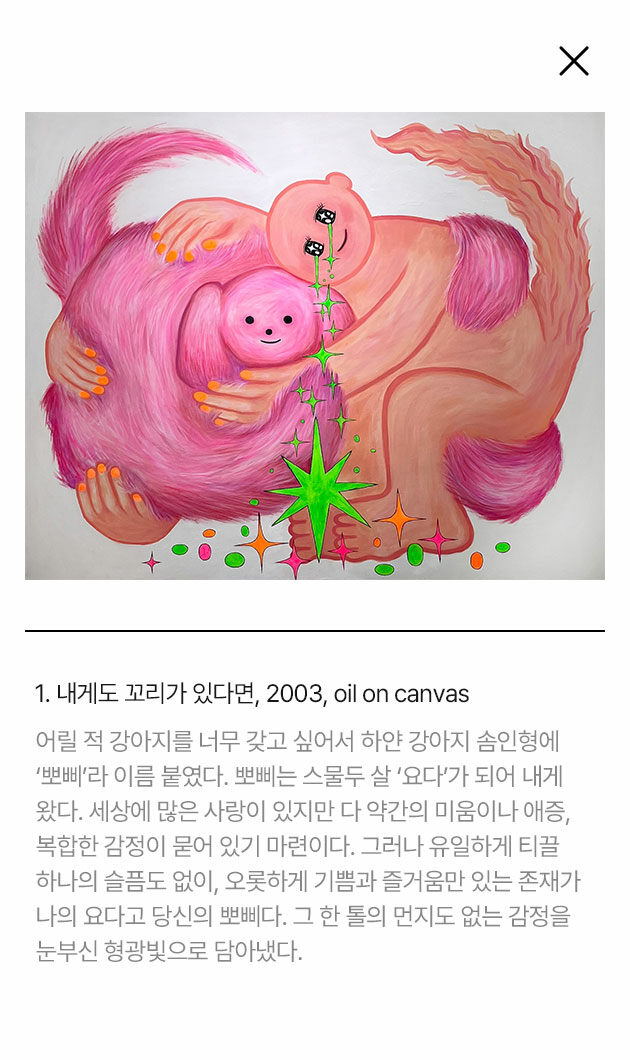 1. 내게도 꼬리가 있다면, 2003, oil on canvas
어릴 적 강아지를 너무 갖고 싶어서 하얀 강아지 솜인형에
‘뽀삐’라 이름 붙였다. 뽀삐는 스물두 살 ‘요다’가 되어 내게
왔다. 세상에 많은 사랑이 있지만 다 약간의 미움이나 애증,
복합한 감정이 묻어 있기 마련이다. 그러나 유일하게 티끌
하나의 슬픔도 없이, 오롯하게 기쁨과 즐거움만 있는 존재가
나의 요다고 당신의 뽀삐다. 그 한 톨의 먼지도 없는 감정을
눈부신 형광빛으로 담아냈다.